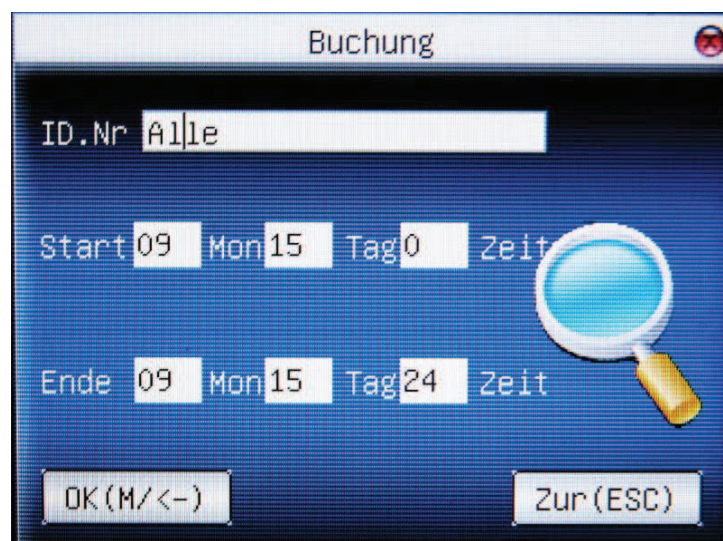 Buchung
ID.Nr Alle
Start 09 Mon 15 Tag 0 Zeit
Ende 09 Mon 15 Tag 24 Zeit
OK(M/<-) Zur(ESC)